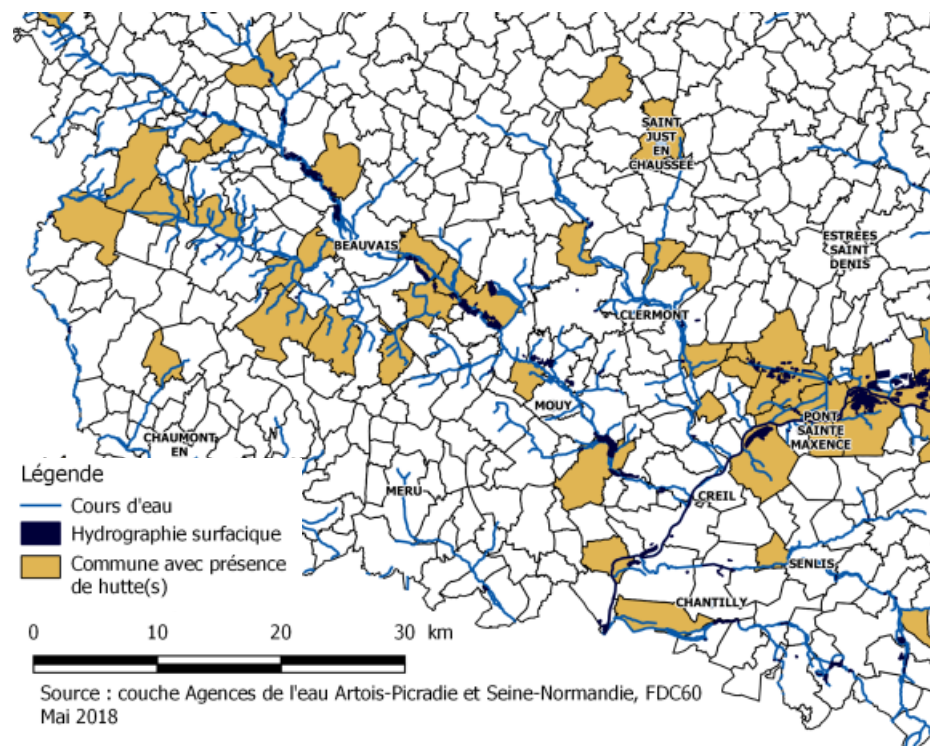 SAINT
JUST
EN
CHAUSSEE
BEAUVAIS
ESTRÉES
SAINT
DENIS
CLERMONT
MOUY
PONT
SAINTE
MAXENCE
CHAUMONT
EN
MERU
CREIL
SENLIS
CHANTILLY
Légende
Cours d'eau
Hydrographie surfacique
Commune avec présence
de hutte(s)
0 10 20 30 km
Source : couche Agences de l'eau Artois-Picradie et Seine-Normandie, FDC60
Mai 2018